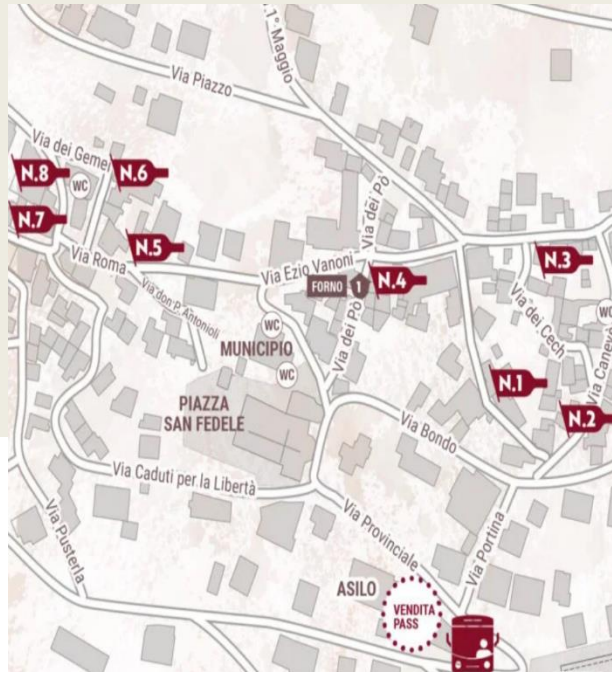 .1° Maggio
Via Piazzo
Via dei Gemel
N.8
WC
N.6
N.7
N.5
Via Roma
Via dei Pò
Via Ezio Vanoni
N.3
FORNO
1
N.4
Via don P. Antonioli
WC
WC
MUNICIPIO
Via dei Pò
Via dei Cech
WC
N.1
Via Canev
PIAZZA
SAN FEDELE
Via Bondo
N.2
Via Caduti per la Libertà
Via Pusterla
Via Provinciale
Via Portina
ASILO
VENDITA
PASS